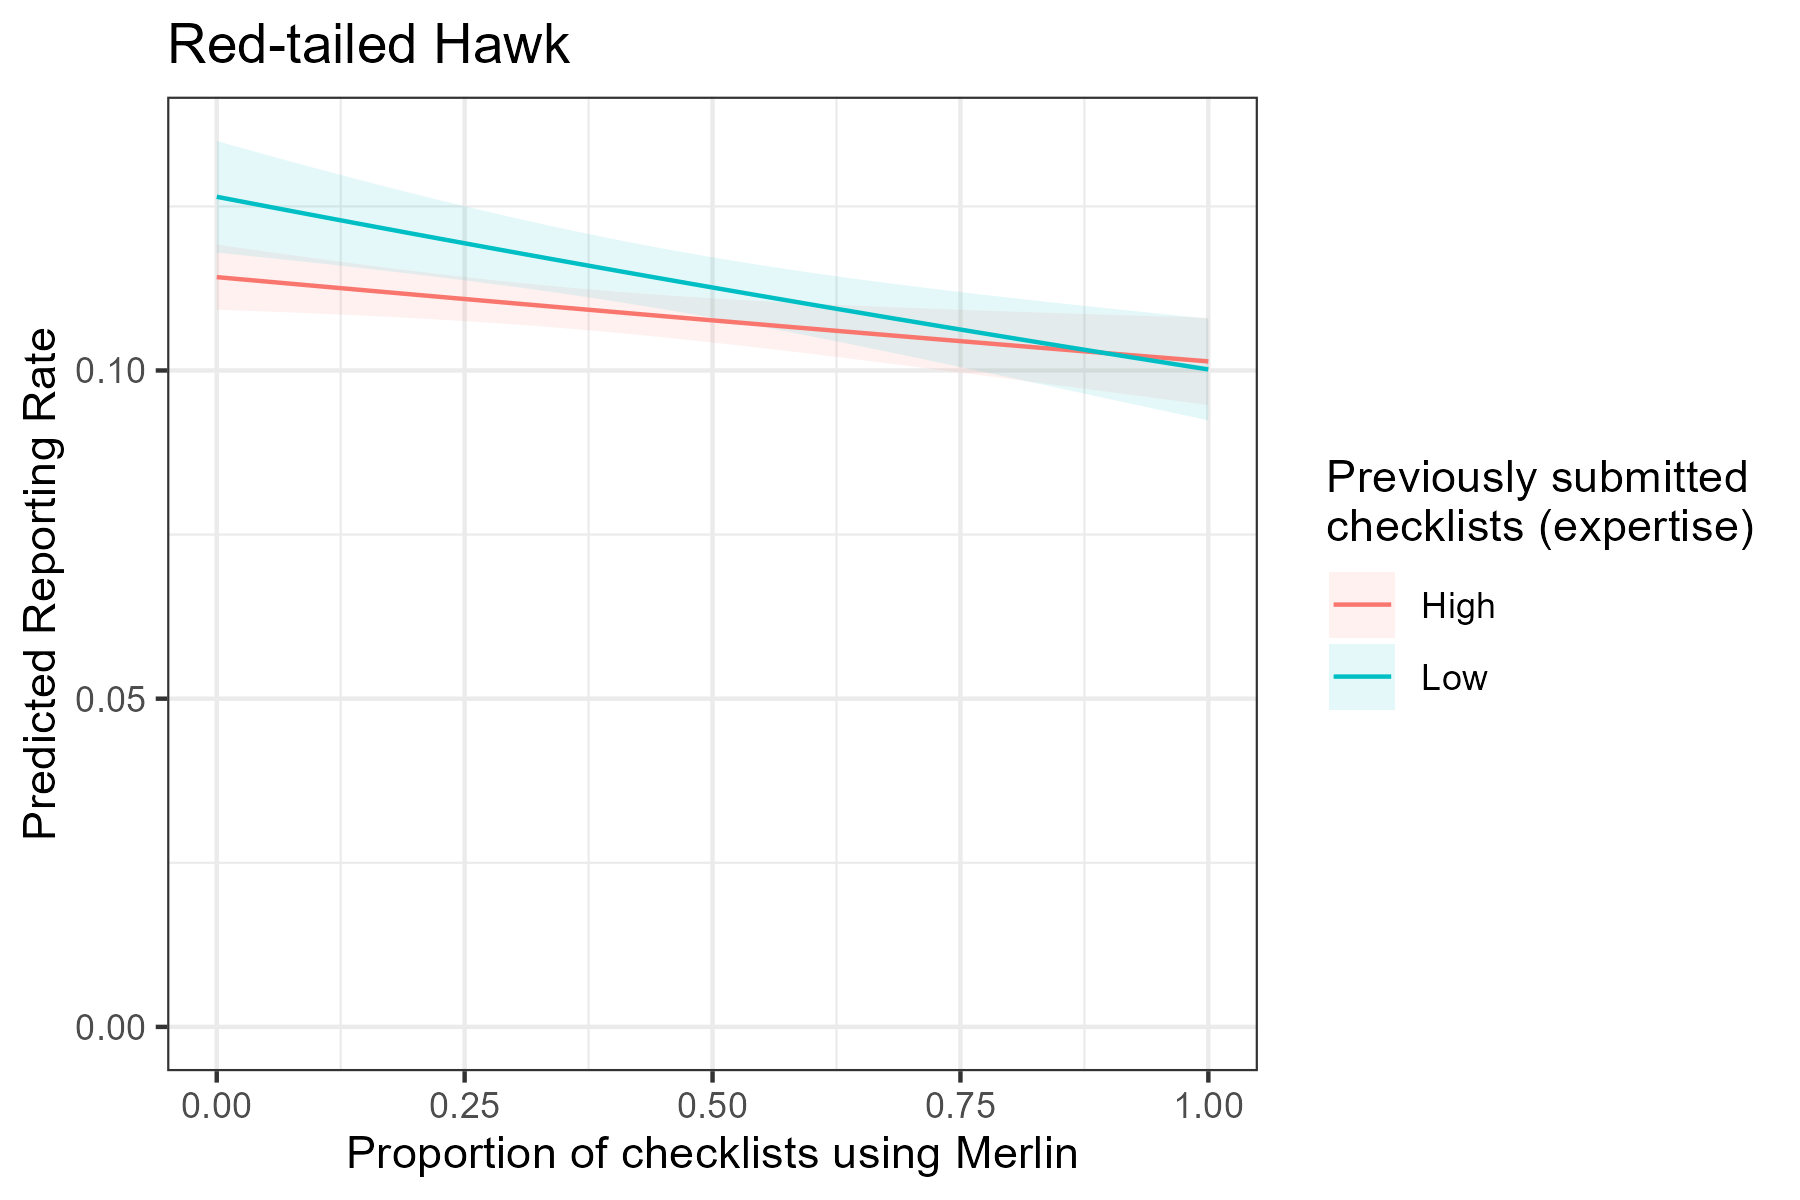 Red-tailed Hawk
Predicted Reporting Rate
0.10
0.05
0.00
0.00 0.25 0.50 0.75 1.00
Proportion of checklists using Merlin
Previously submitted
checklists (expertise)
High
Low